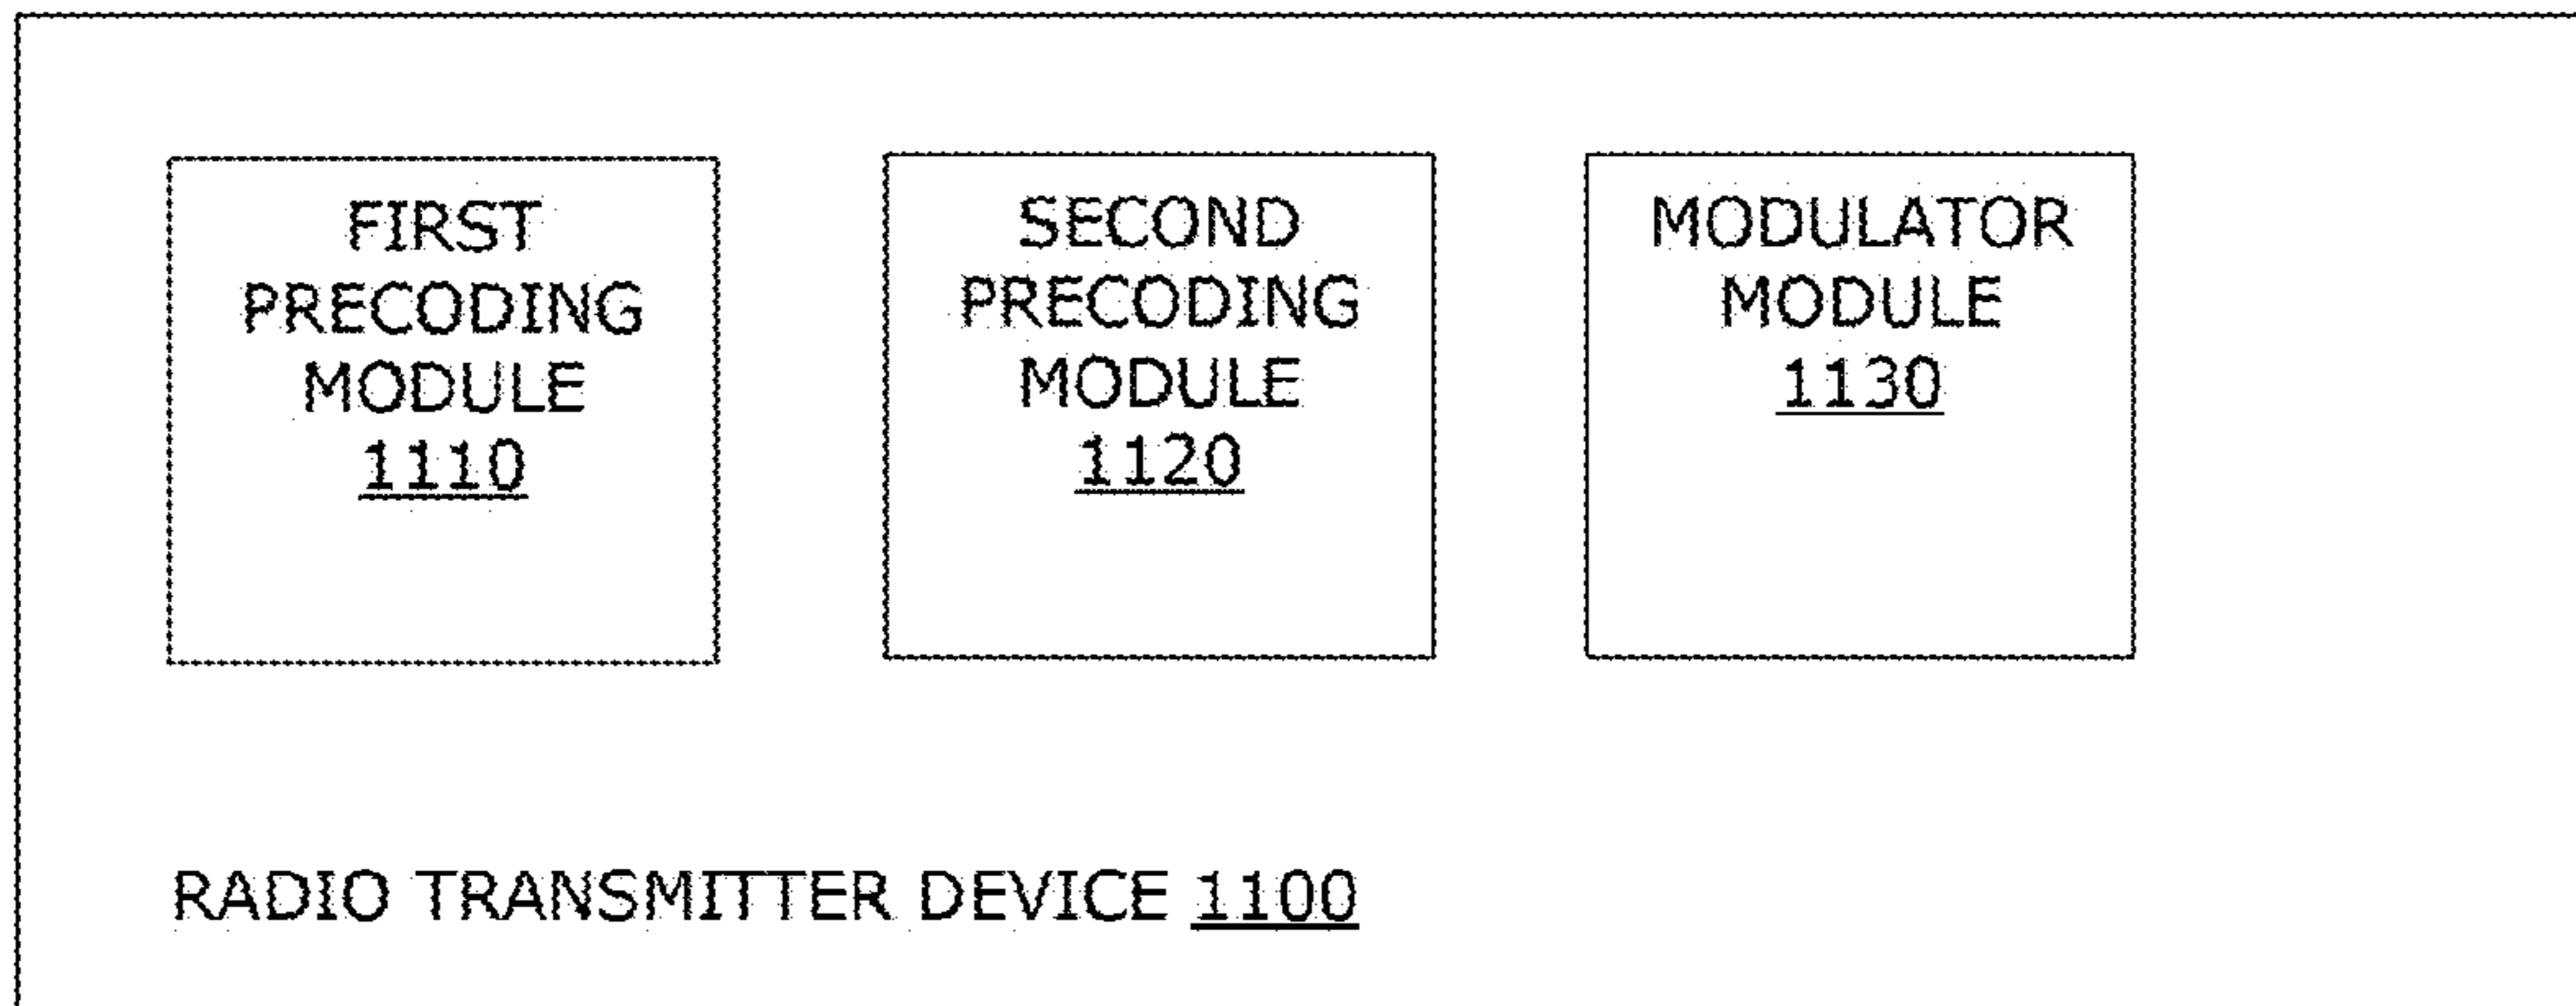 FIRST
PRECODING
MODULE
1110
SECOND
PRECODING
MODULE
1120
MODULATOR
MODULE
1130
RADIO TRANSMITTER DEVICE 1100